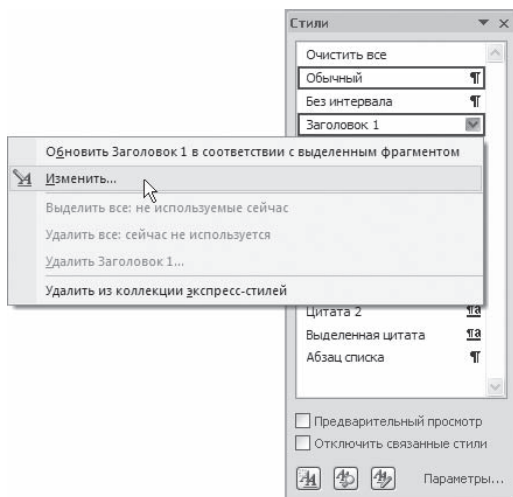 Стили
Очистить все
Обычный
Без интервала
Заголовок 1
Обновить Заголовок 1 в соответствии с выделенным фрагментом
Изменить...
Выделить все: не используемые сейчас
Удалить все: сейчас не используется
Удалить Заголовок 1...
Удалить из коллекции экспресс-стилей
Цитата 2
Выделенная цитата
Абзац списка
Предварительный просмотр
Отключить связанные стили
Параметры...